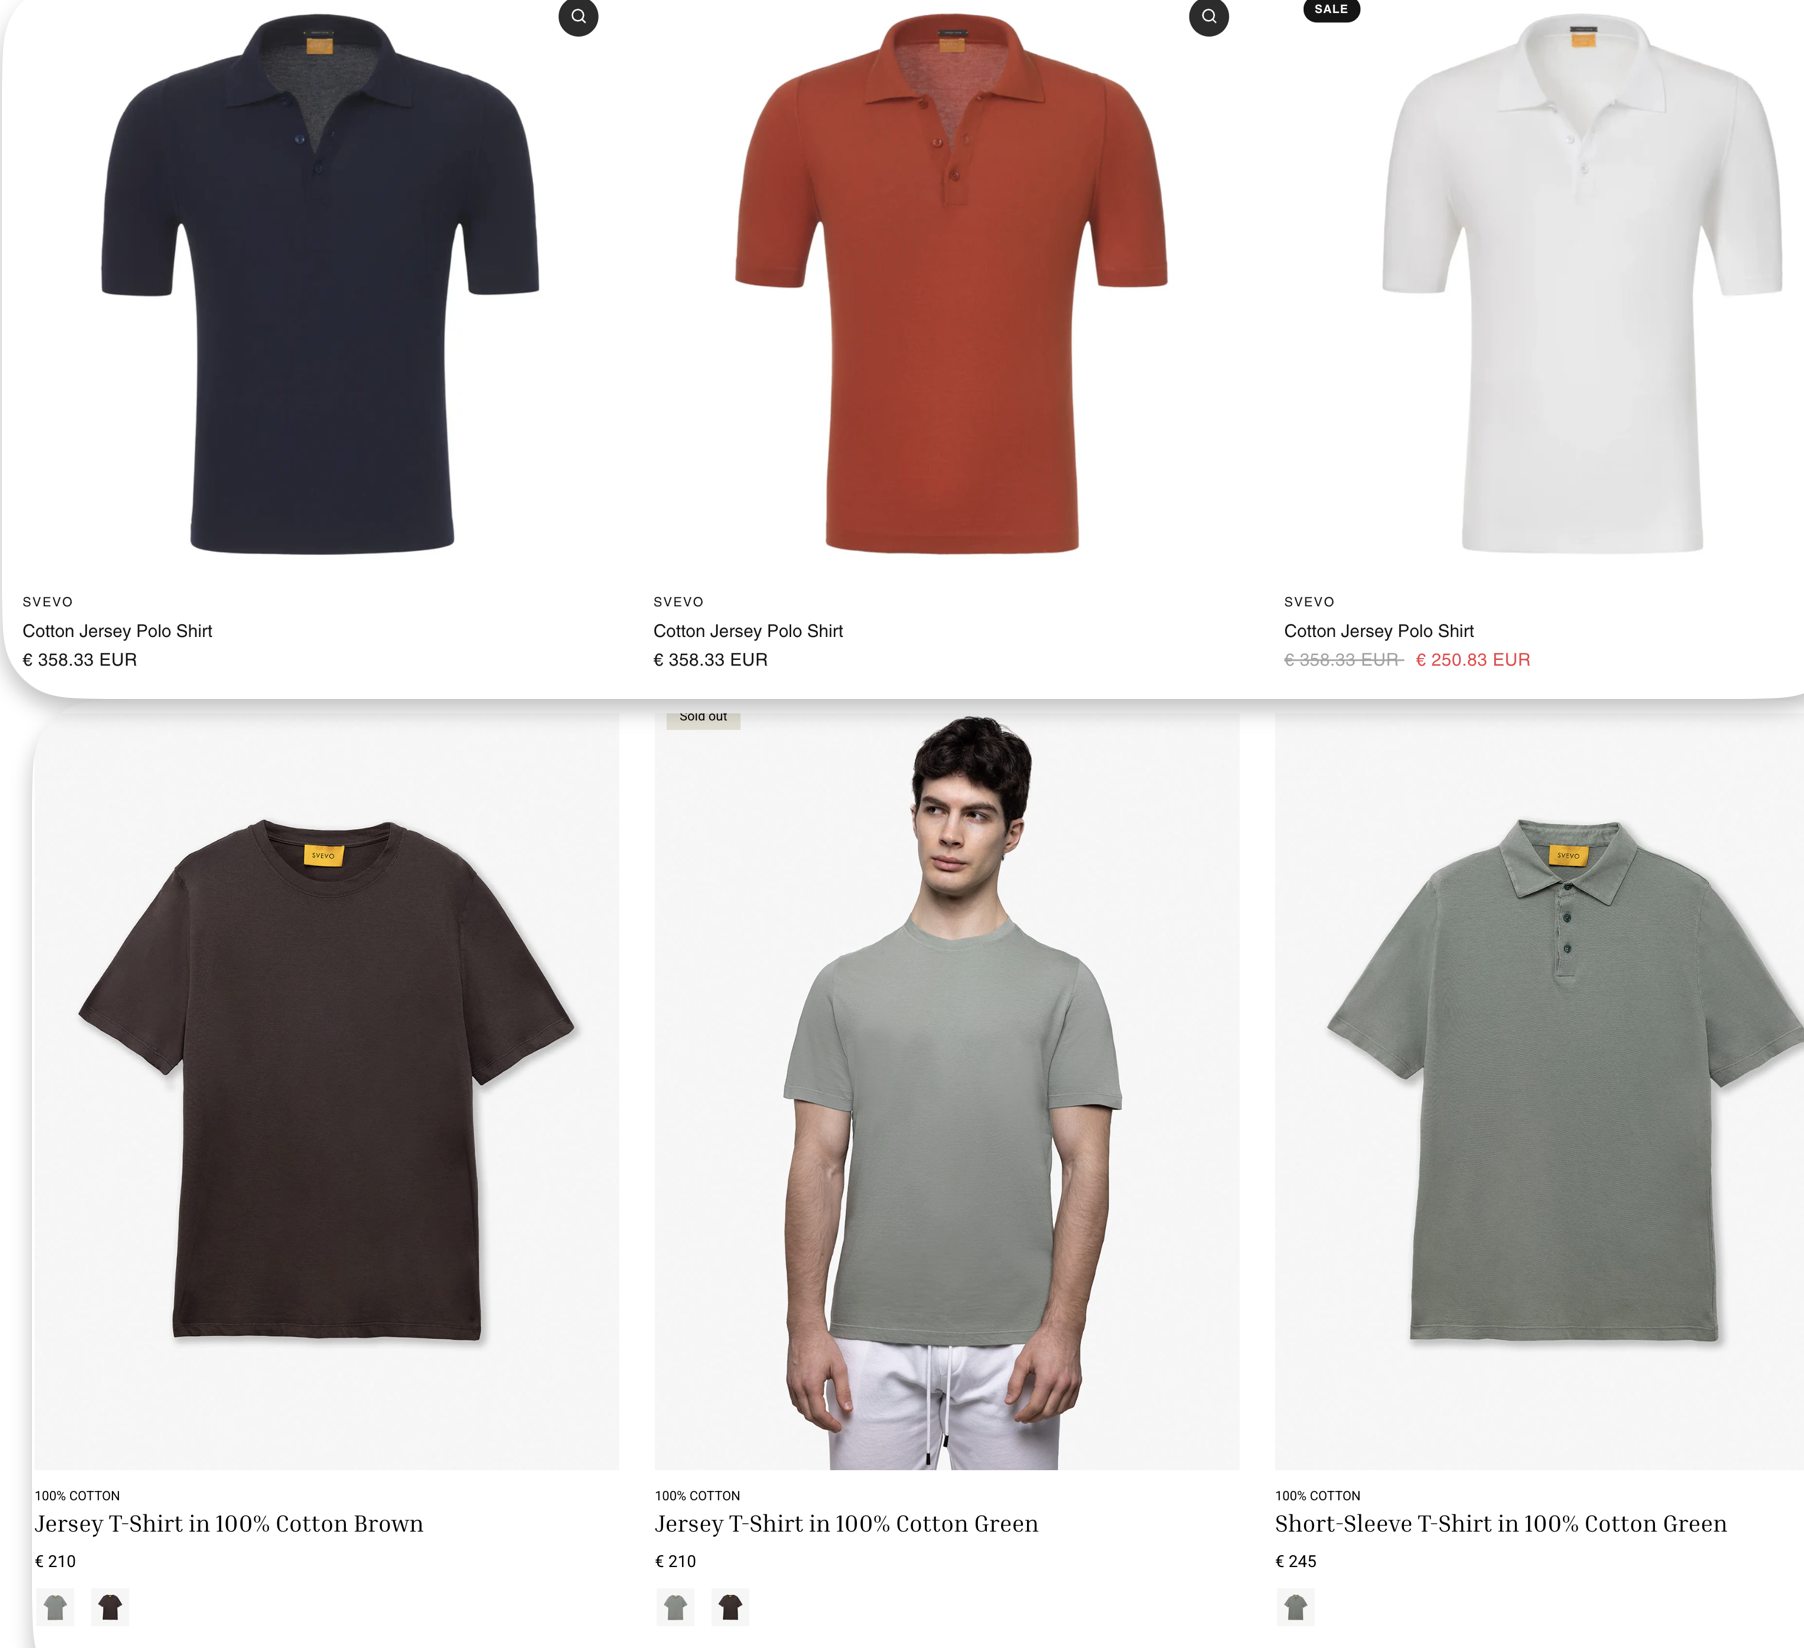 SALE
SVEVO
Cotton Jersey Polo Shirt
€ 358.33 EUR
SVEVO
Cotton Jersey Polo Shirt
€ 358.33 EUR
SVEVO
Cotton Jersey Polo Shirt
€ 358.33 EUR € 250.83 EUR
Sold out
SVEVO
SVEVO
100% COTTON
Jersey T-Shirt in 100% Cotton Brown
€ 210
100% COTTON
Jersey T-Shirt in 100% Cotton Green
€ 210
100% COTTON
Short-Sleeve T-Shirt in 100% Cotton Green
€ 245